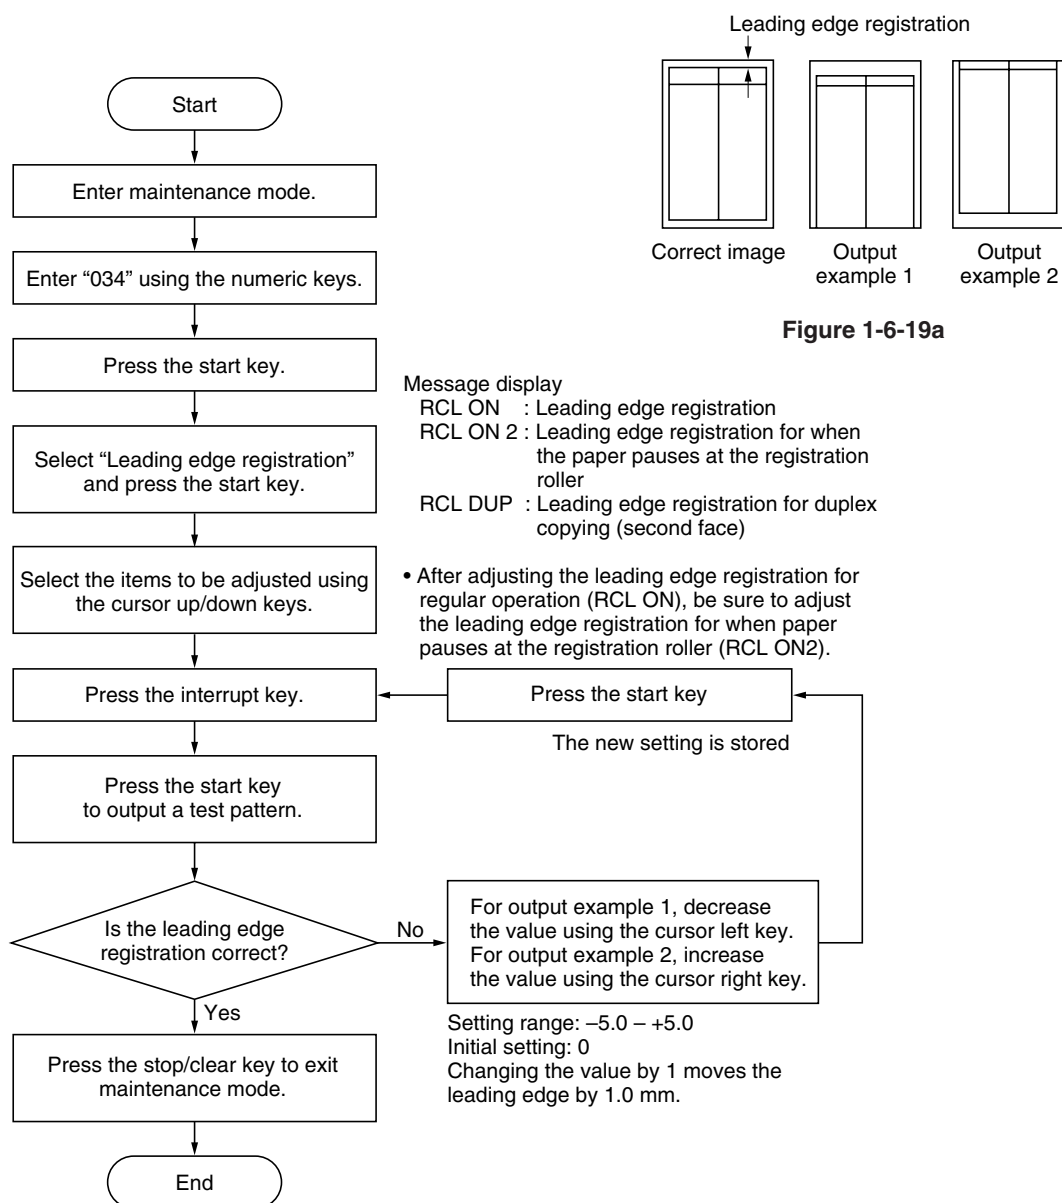 Leading edge registration
Correct image
Output
example 1
Output
example 2
Figure 1-6-19a
Start
Enter maintenance mode.
Enter “034” using the numeric keys.
Press the start key.
Select “Leading edge registration”
and press the start key.
Select the items to be adjusted using
the cursor up/down keys.
Message display
RCL ON : Leading edge registration
RCL ON 2 : Leading edge registration for when
the paper pauses at the registration
roller
RCL DUP : Leading edge registration for duplex
copying (second face)
• After adjusting the leading edge registration for
regular operation (RCL ON), be sure to adjust
the leading edge registration for when paper
pauses at the registration roller (RCL ON2).
Press the interrupt key.
Press the start key
The new setting is stored
Press the start key
to output a test pattern.
Is the leading edge
registration correct?
No
For output example 1, decrease
the value using the cursor left key.
For output example 2, increase
the value using the cursor right key.
Setting range: –5.0 – +5.0
Initial setting: 0
Changing the value by 1 moves the
leading edge by 1.0 mm.
Yes
Press the stop/clear key to exit
maintenance mode.
End